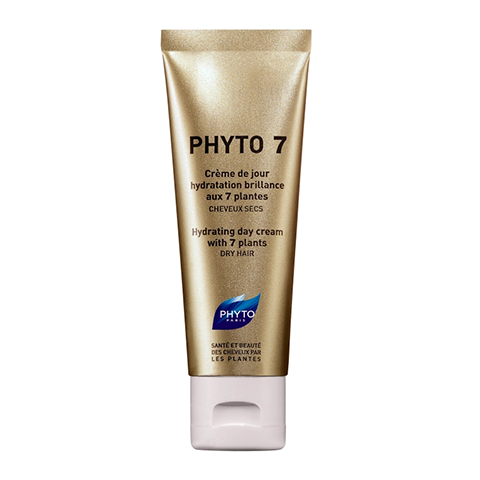 PHYTO 7
Crème de jour
hydratation brillance
aux 7 plantes
CHEVEUX SECS
Hydrating day cream
with 7 plants
DRY HAIR
PHYTO
PARIS
SANTÉ ET BEAUTÉ
DES CHEVEUX PAR
LES PLANTES